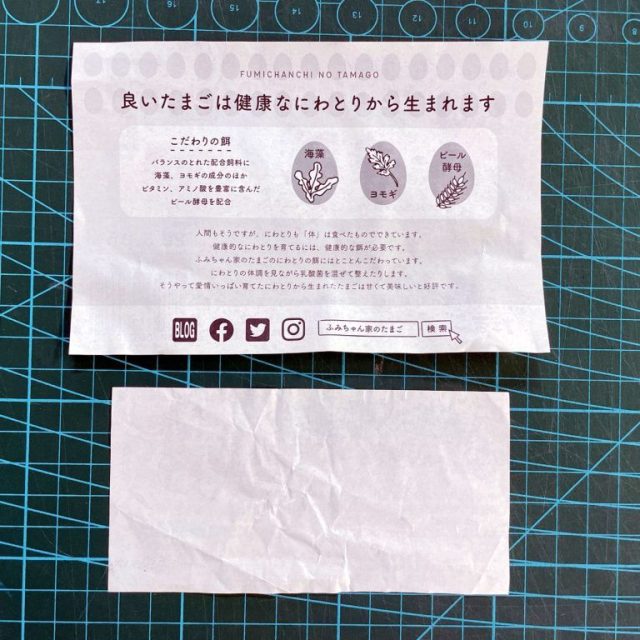 FUMICHANCHI NO TAMAGO
良いたまごは健康なにわとりから生まれます
こだわりの餌
バランスのとれた配合飼料に
海藻、ヨモギの成分のほか
ビタミン、アミノ酸を豊富に含んだ
ビール酵母を配合
海藻
ヨモギ
ビール
酵母
人間もそうですが、にわとりも「体」は食べたものでできています。
健康的なにわとりを育てるには、健康的な餌が必要です。
ふみちゃん家のたまごのにわとりの餌にはとことんこだわっています。
にわとりの体調を見ながら乳酸菌を混ぜて整えたりします。
そうやって愛情いっぱい育てたにわとりから生まれたたまごは甘くて美味しいと好評です。
BLOG
ふみちゃん家のたまご
検索
7
8
9
10
11
12
13
14
15
16
17